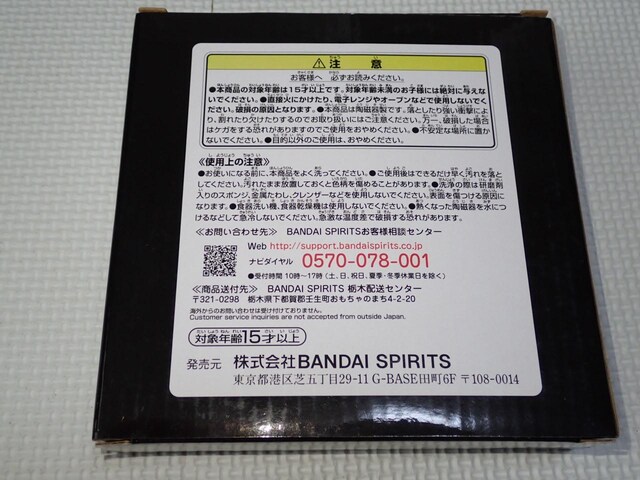 ⚠注 意
お客様へ 必ずお読みください。
●本商品の対象年齢は15才以上です。対象年齢未満のお子様には絶対に与え
ないでください。●直接火にかけたり、電子レンジやオーブンなどで使用しないでく
ださい。破損の原因となります。●本商品は陶磁器製です。落としたり強い衝撃によ
り、割れたり欠けたりするのでお取り扱いにはご注意ください。万一、破損した場合
はケガをする恐れがありますのでご使用をおやめください。●不安定な場所に置か
ないでください。●目的以外のご使用は、おやめください。
《使用上の注意》
●お使いになる前に、本商品をよく洗ってください。●ご使用後はできるだけ早く汚れを落と
してください。汚れたまま放置しておくと色柄を傷めることがあります。●洗浄の際は研磨剤
入りのスポンジ、金属たわし、クレンザーなどを使用しないでください。表面を傷つける原因に
なります。●食器洗い機、食器乾燥機は使用しないでください。●熱くなった陶磁器を水につ
けるなどして急冷しないでください。急激な温度差で破損する恐れがあります。
≪お問い合わせ先≫ BANDAI SPIRITSお客様相談センター
Web http://support.bandaispirits.co.jp
ナビダイヤル 0570-078-001
●受付時間 10時～17時(土、日、祝日、夏季・冬季休業日を除く)
≪商品送付先≫ BANDAI SPIRITS 栃木配送センター
〒321-0298 栃木県下都賀郡壬生町おもちゃのまち4-2-20
海外からのお問い合わせは受け付けておりません。
Customer service inquiries are not accepted from outside Japan.
対象年齢15才以上
発売元 株式会社BANDAI SPIRITS
東京都港区芝五丁目29-11 G-BASE田町6F 〒108-0014